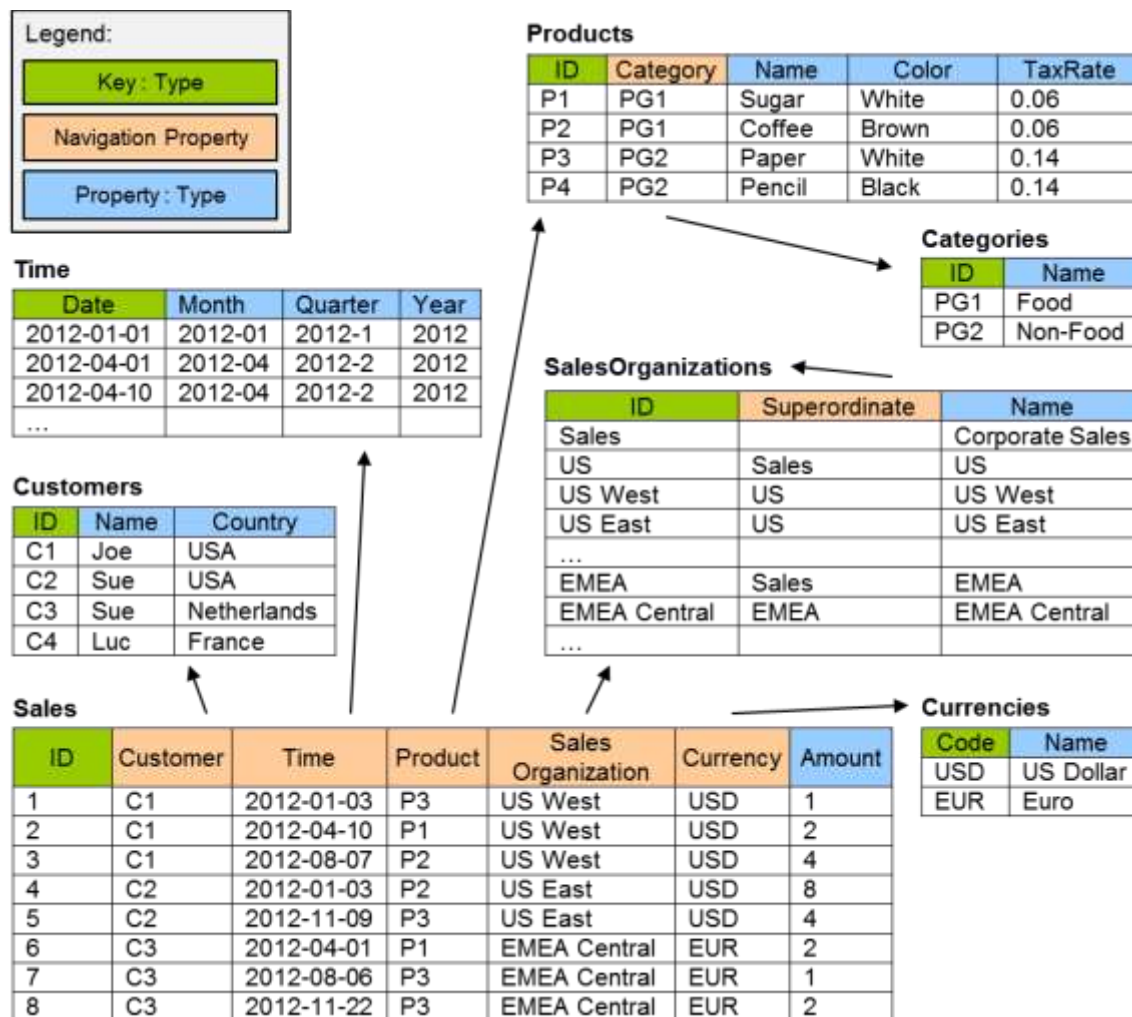 Legend:
Key : Type
Navigation Property
Property : Type
Products
ID Category Name Color TaxRate
P1 PG1 Sugar White 0.06
P2 PG1 Coffee Brown 0.06
P3 PG2 Paper White 0.14
P4 PG2 Pencil Black 0.14
Categories
ID Name
PG1 Food
PG2 Non-Food
Time
Date Month Quarter Year
2012-01-01 2012-01 2012-1 2012
2012-04-01 2012-04 2012-2 2012
2012-04-10 2012-04 2012-2 2012
...
SalesOrganizations
ID Superordinate Name
Sales Corporate Sales
US Sales US
US West US US West
US East US US East
...
EMEA Sales EMEA
EMEA Central EMEA EMEA Central
...
Customers
ID Name Country
C1 Joe USA
C2 Sue USA
C3 Sue Netherlands
C4 Luc France
Sales
ID Customer Time Product Sales Organization Currency Amount
1 C1 2012-01-03 P3 US West USD 1
2 C1 2012-04-10 P1 US West USD 2
3 C1 2012-08-07 P2 US West USD 4
4 C2 2012-01-03 P2 US East USD 8
5 C2 2012-11-09 P3 US East USD 4
6 C3 2012-04-01 P1 EMEA Central EUR 2
7 C3 2012-08-06 P3 EMEA Central EUR 1
8 C3 2012-11-22 P3 EMEA Central EUR 2
Currencies
Code Name
USD US Dollar
EUR Euro